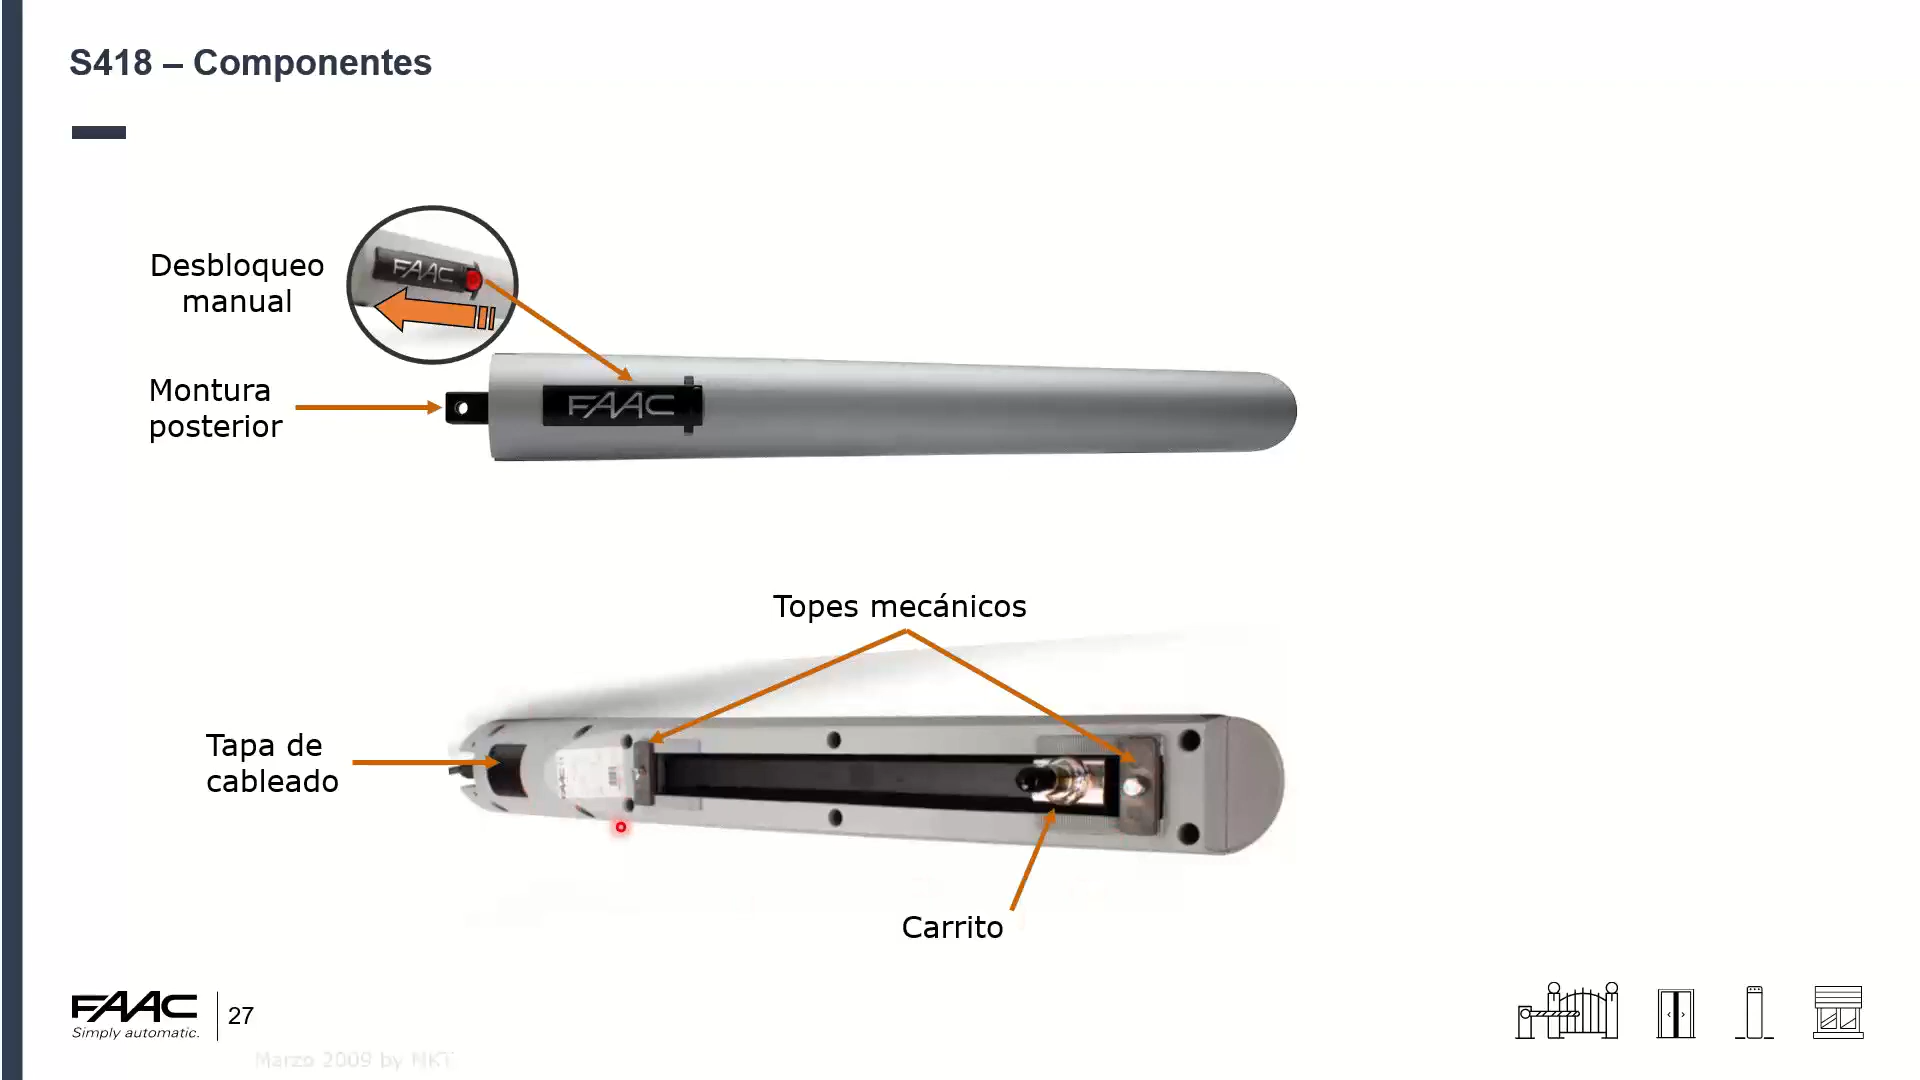 S418 – Componentes
Desbloqueo
manual
FAAC
Montura
posterior
FAAC
Topes mecánicos
Tapa de
cableado
Carrito
FAAC
Simply automatic.
27
Marzo 2009 by NKT